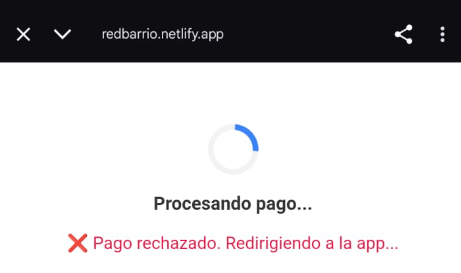 redbarrio.netlify.app
Procesando pago...
❌ Pago rechazado. Redirigiendo a la app...